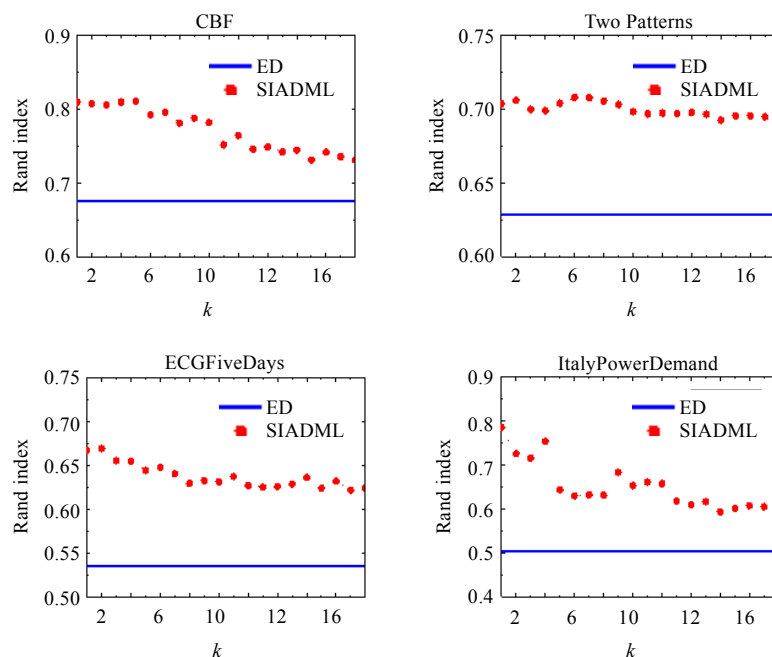 CBF
0.9
ED
SIADML
0.8
0.7
0.6
Rand index
2 6 10 12 16
k
Two Patterns
0.75
ED
SIADML
0.70
0.65
0.60
Rand index
2 6 10 12 16
k
ECGFiveDays
0.75
ED
SIADML
0.70
0.65
0.60
0.55
0.50
Rand index
2 6 10 12 16
k
ItalyPowerDemand
0.9
ED
SIADML
0.8
0.7
0.6
0.5
0.4
Rand index
2 6 10 12 16
k